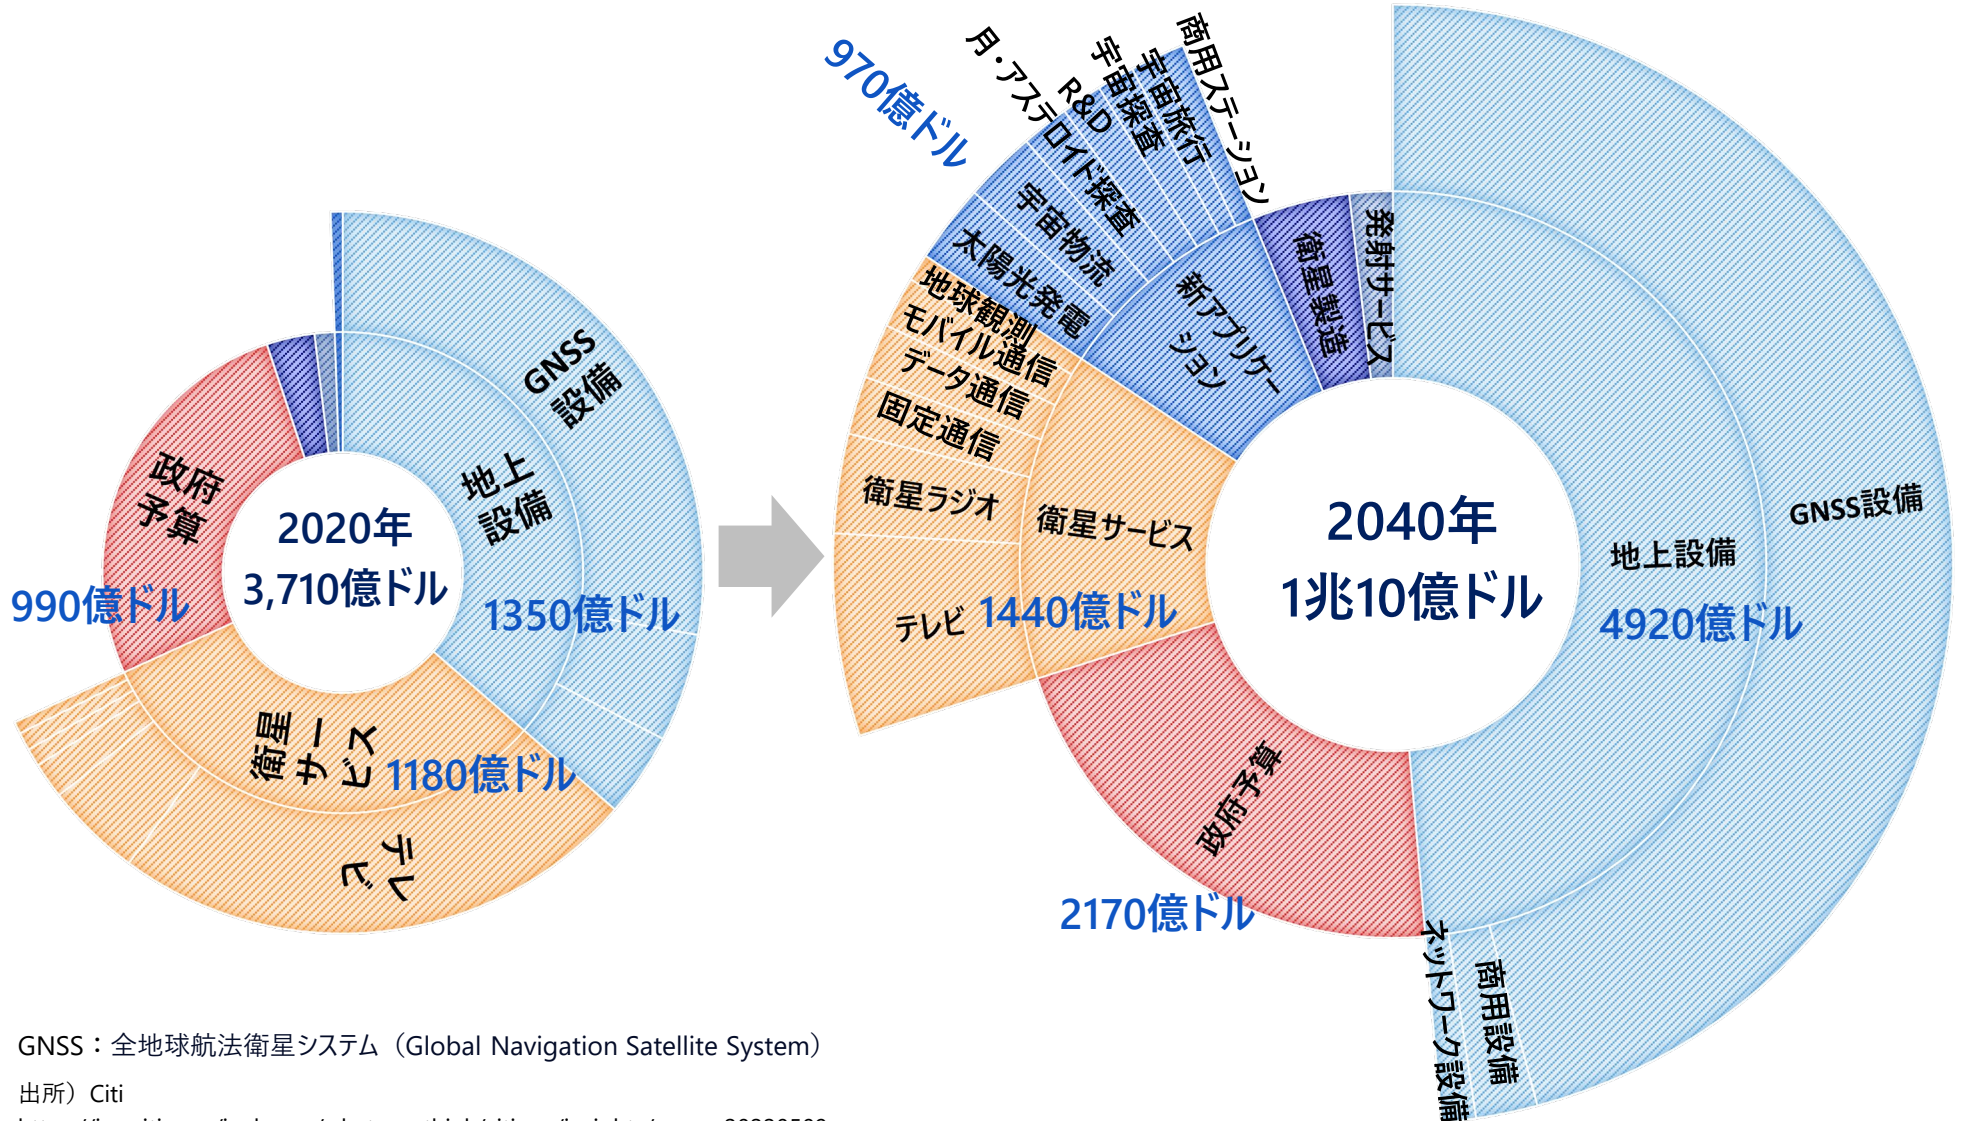 GNSS
設備
地上
設備
1350億ドル
政府
予算
990億ドル
2020年
3,710億ドル
衛星
サー
ビス
1180億ドル
テレ
ビ
970億ドル
月・アステロイド探査
R&D
宇宙探査
宇宙旅行
商用ステーション
宇宙物流
太陽光発電
新アプリケー
ション
衛星製造
発射サービス
地球観測
モバイル通信
データ通信
固定通信
衛星ラジオ
テレビ
衛星サービス
1440億ドル
2040年
1兆10億ドル
GNSS設備
地上設備
4920億ドル
政府予算
2170億ドル
ネットワーク設備
商用設備
GNSS：全地球航法衛星システム（Global Navigation Satellite System）
出所）Citi